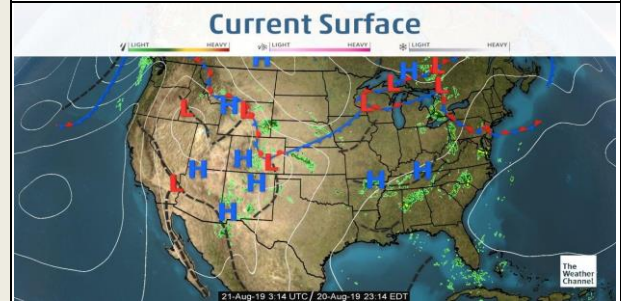 Current Surface
LIGHT HEAVY LIGHT HEAVY LIGHT HEAVY
H
H
L
L
L
H
L
L
L
H
H
L
H
H
L
H
H
H
The
Weather
Channel
21-Aug-19 3:14 UTC / 20-Aug-19 23:14 EDT